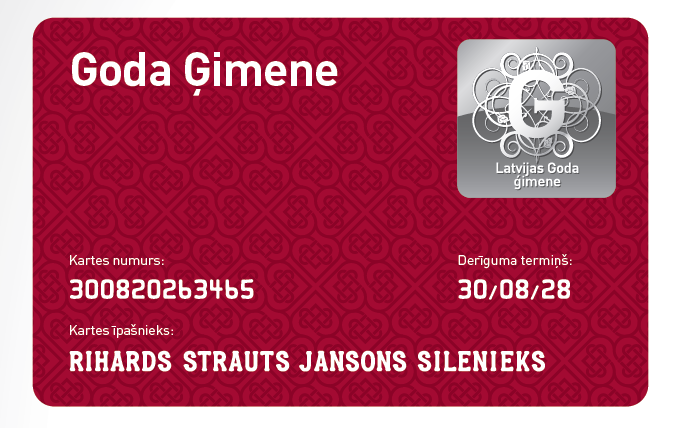 Goda Ģimene
G
Latvijas Goda
ģimene
Kartes numurs:
300820263465
Derīguma termiņš:
30/08/28
Kartes īpašnieks:
RIHARDS STRAUTS JANSONS SILENIEKS